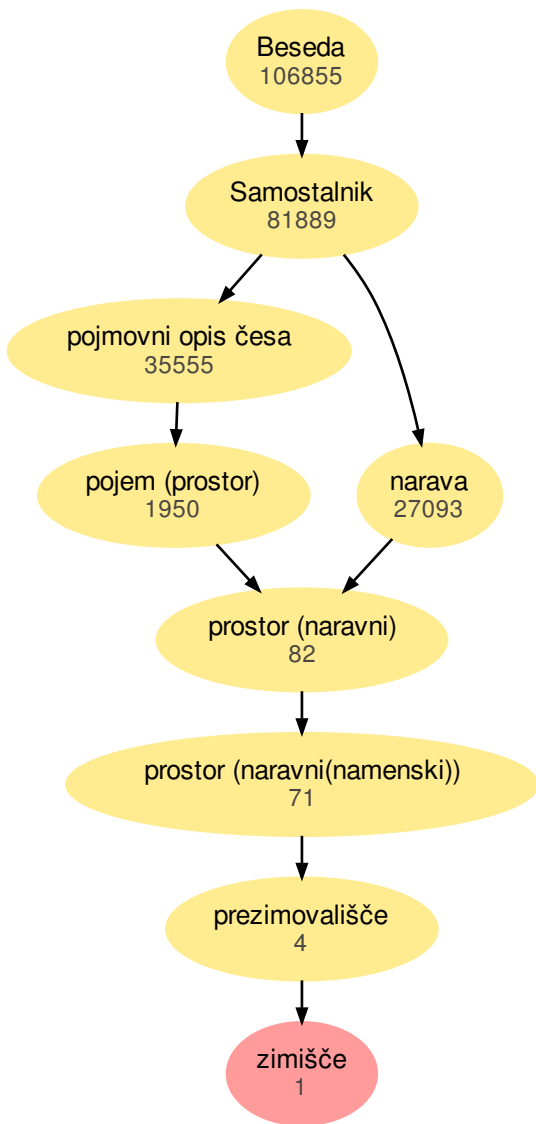 Beseda
106855
Samostalnik
81889
pojmovni opis česa
35555
pojem (prostor)
1950
narava
27093
prostor (naravni)
82
prostor (naravni(namenski))
71
prezimovališče
4
zimišče
1